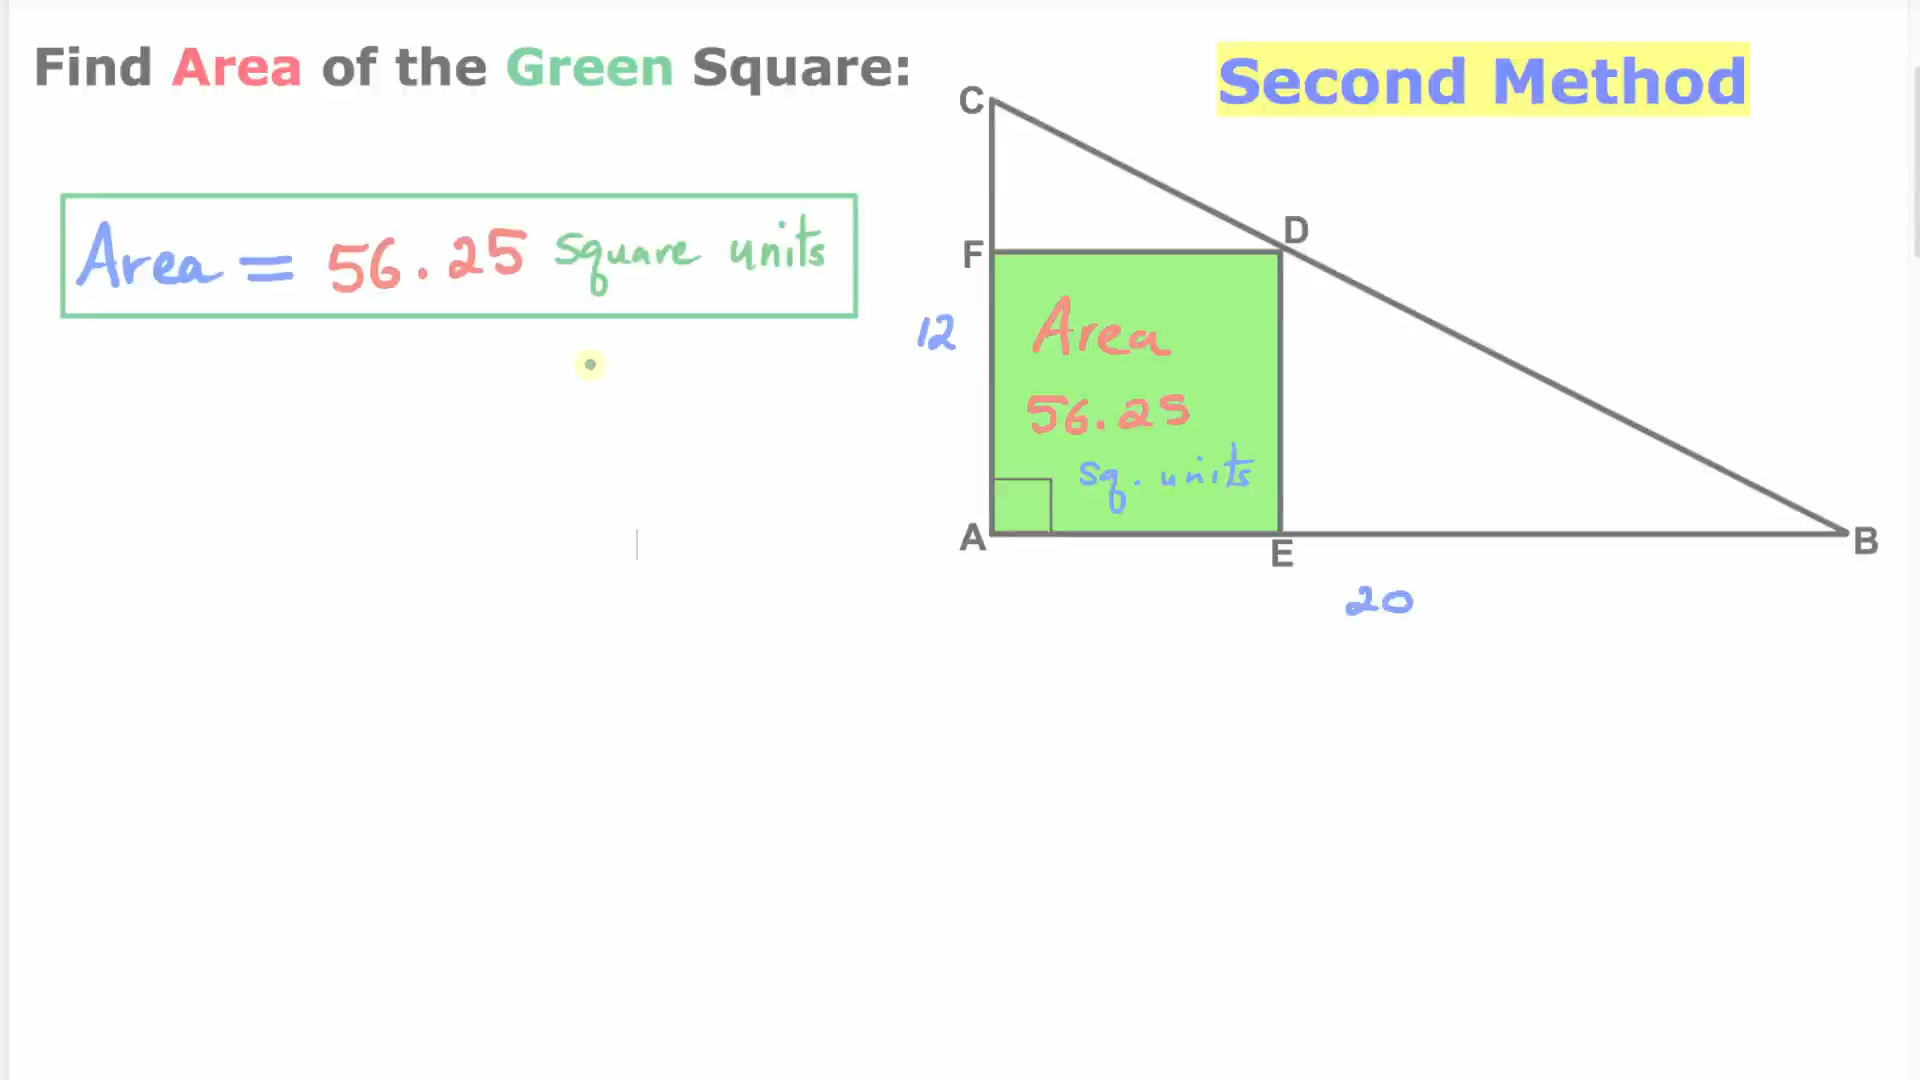 Find Area of the Green Square:
Second Method
C
Area = 56.25 square units
D
F
12
Area
56.25
sq. units
A
E
B
20